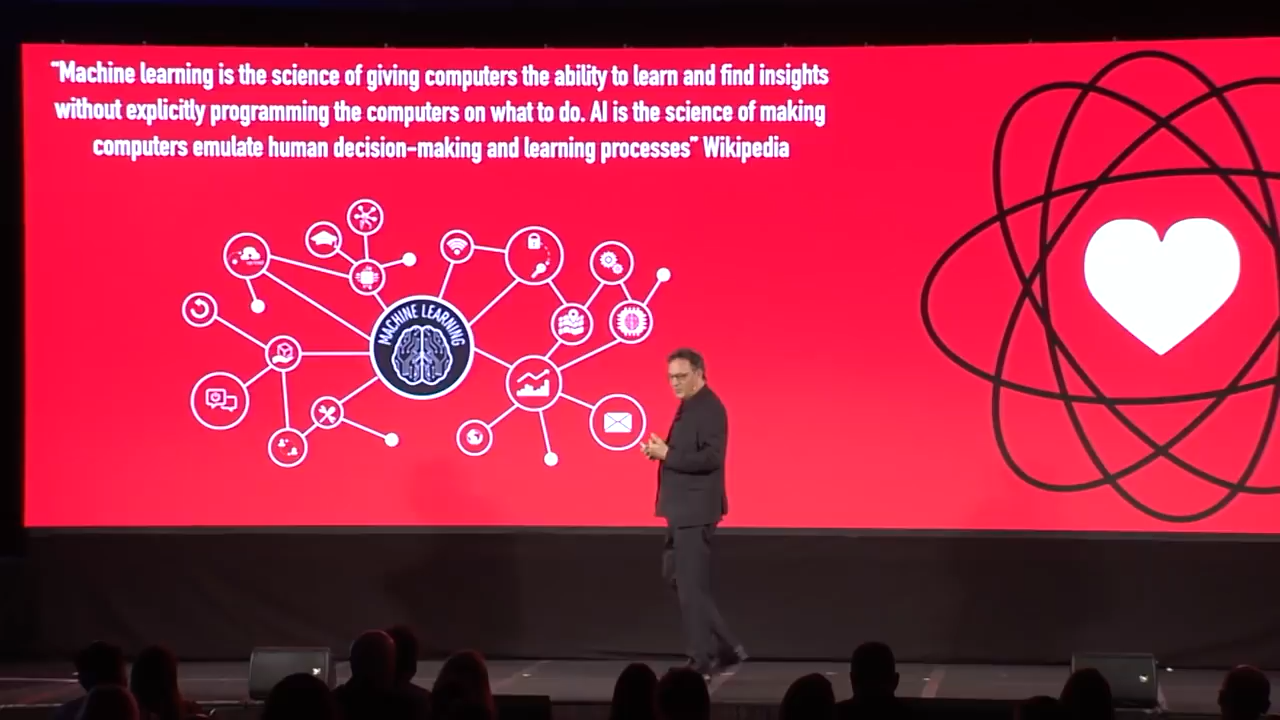 “Machine learning is the science of giving computers the ability to learn and find insights
without explicitly programming the computers on what to do. AI is the science of making
computers emulate human decision-making and learning processes” Wikipedia
MACHINE LEARNING